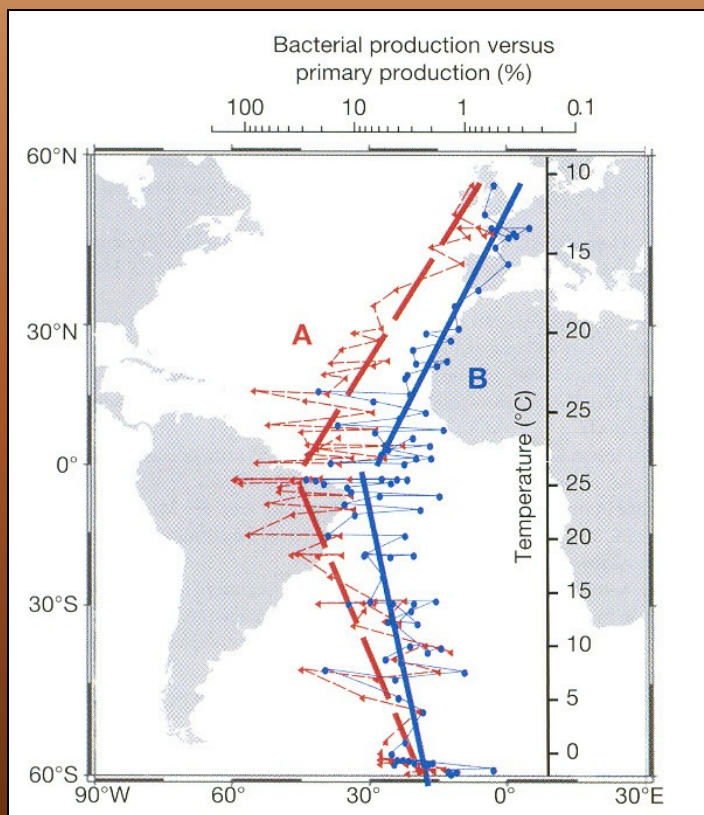 Bacterial production versus
primary production (%)
100 10 1 0.1
60°N
10
15
30°N
20
A
B
25
0°
25
20
30°S
15
10
5
0
60°S
Temperature (°C)
90°W 60° 30° 0° 30°E